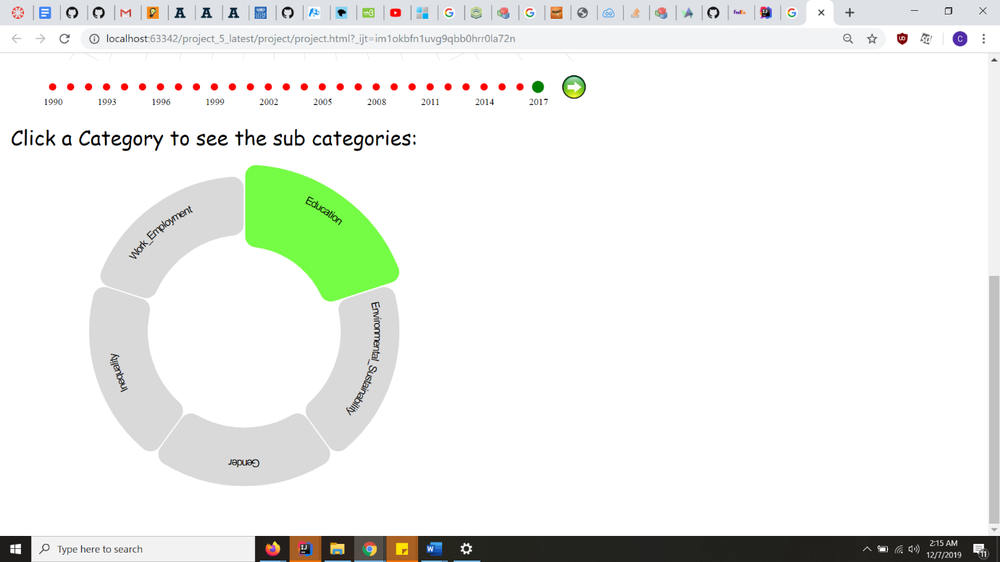 localhost:63342/project_5_latest/project/project.html?_ijt=im1okbfn1uvg9qbb0hrr0la72n
C
1990 1993 1996 1999 2002 2005 2008 2011 2014 2017
Click a Category to see the sub categories:
Education
Work_Employment
Environmental_Sustainability
Inequality
Gender
Type here to search
2:15 AM
12/7/2019
11